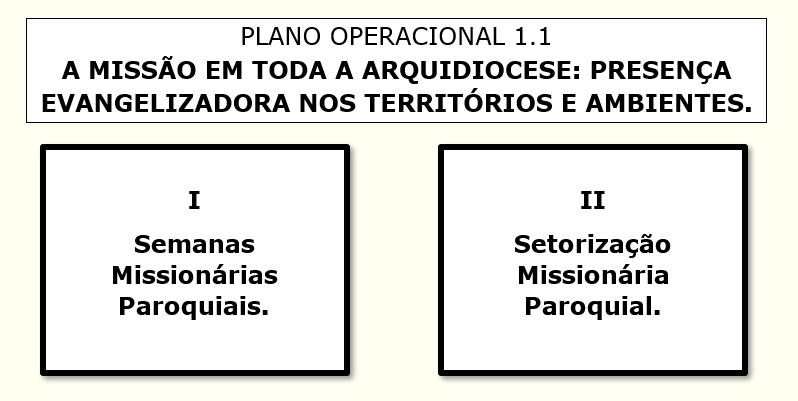 PLANO OPERACIONAL 1.1
A MISSÃO EM TODA A ARQUIDIOCESE: PRESENÇA
EVANGELIZADORA NOS TERRITÓRIOS E AMBIENTES.
I
Semanas
Missionárias
Paroquiais.
II
Setorização
Missionária
Paroquial.